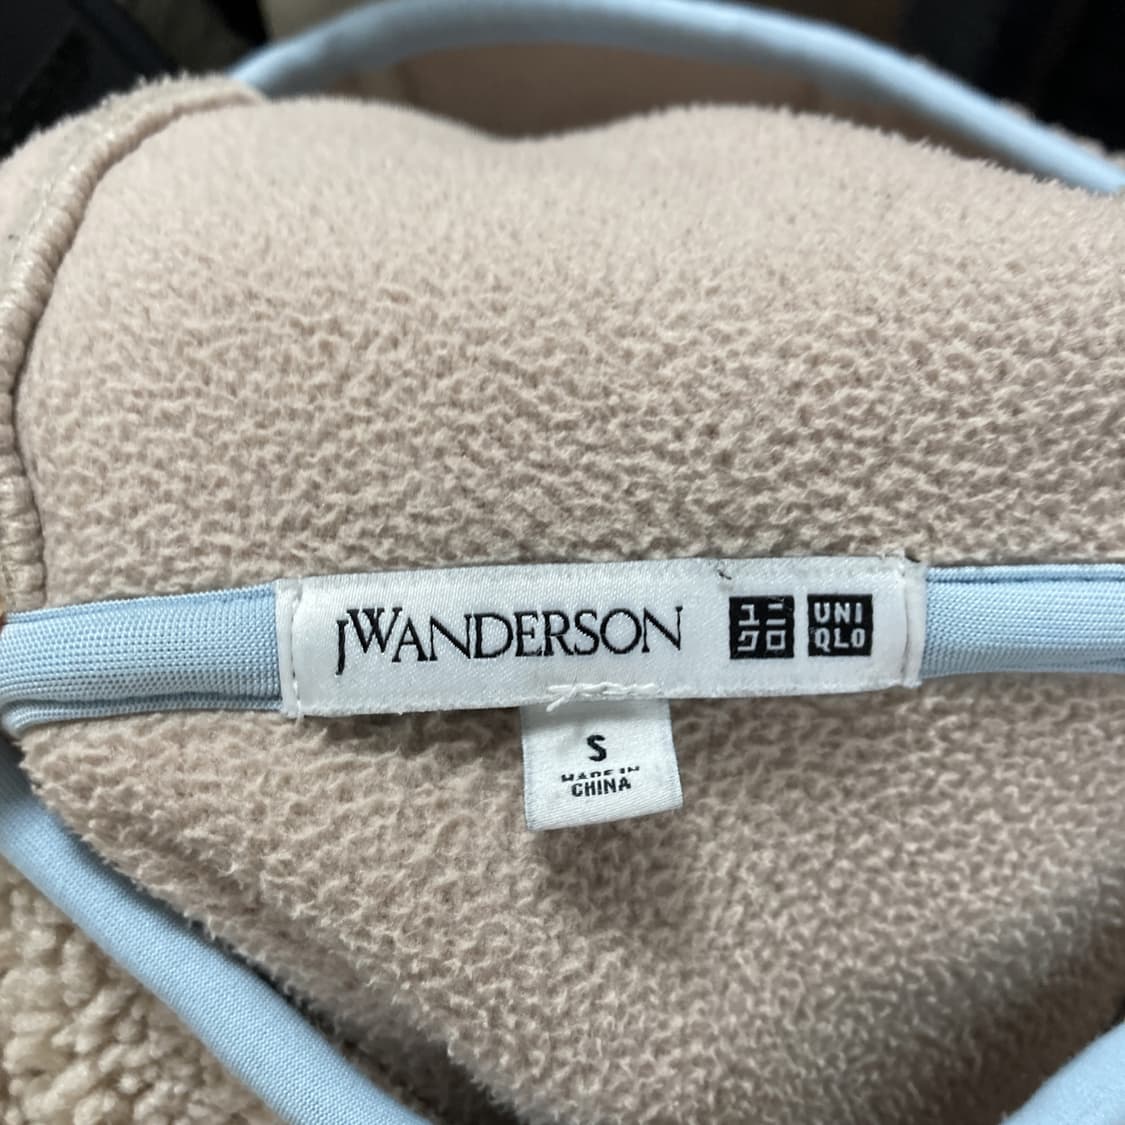 JWANDERSON
ユニ UNI
クロ QLO
S
MADE IN
CHINA